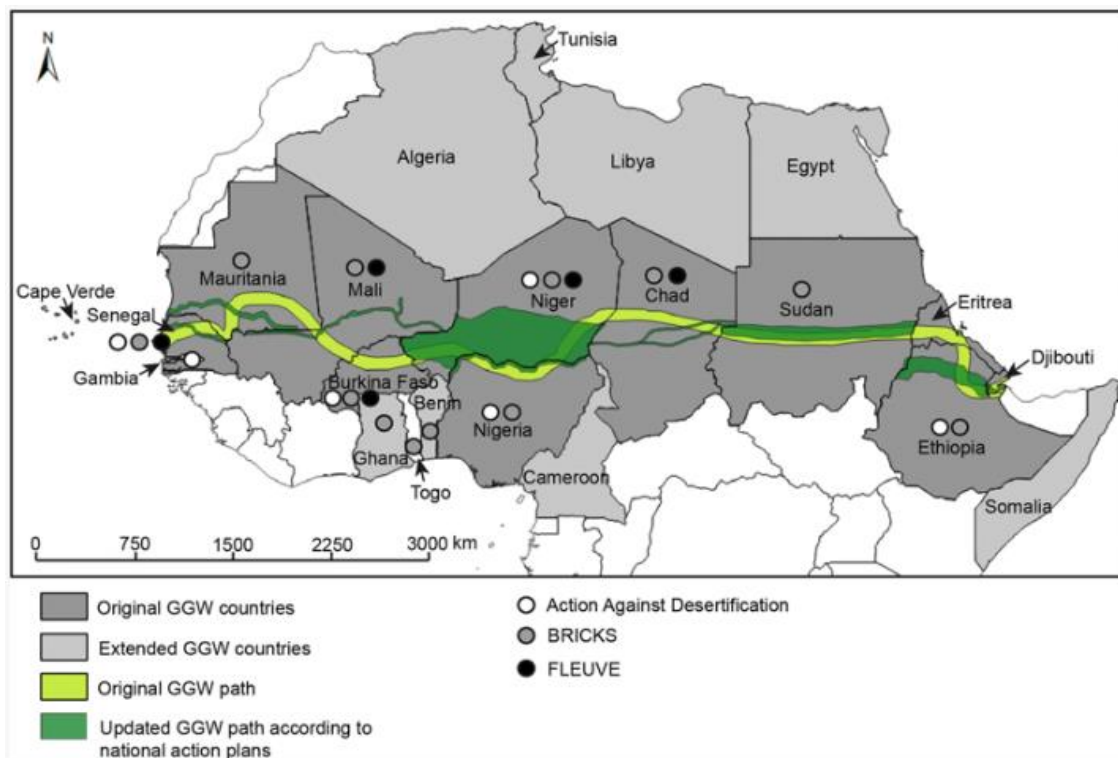 N
Tunisia
Algeria
Libya
Egypt
Mauritania
Mali
Niger
Chad
Sudan
Eritrea
Cape Verde
Senegal
Gambia
Djibouti
Burkina Faso
Benin
Nigeria
Ghana
Togo
Cameroon
Ethiopia
Somalia
0 750 1500 2250 3000 km
Original GGW countries
Extended GGW countries
Original GGW path
Updated GGW path according to
national action plans
Action Against Desertification
BRICKS
FLEUVE